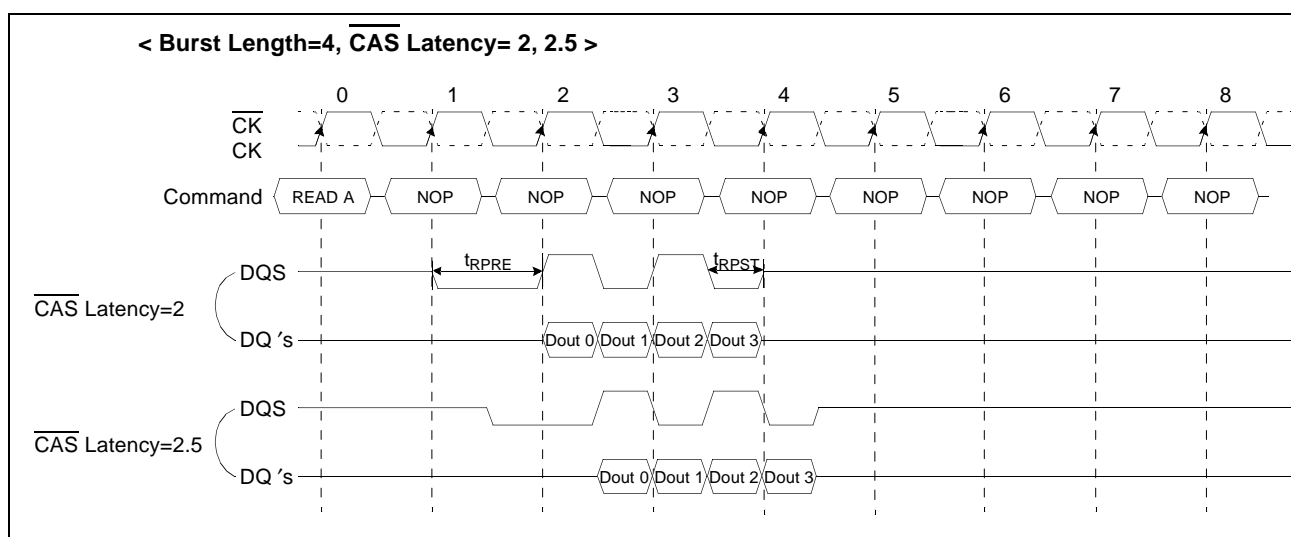 < Burst Length=4, CAS Latency= 2, 2.5 >
0 1 2 3 4 5 6 7 8
CK
CK
Command READ A NOP NOP NOP NOP NOP NOP NOP NOP
DQS tRPRE tRPST
CAS Latency=2
DQ ′s Dout 0 Dout 1 Dout 2 Dout 3
DQS
CAS Latency=2.5
DQ ′s Dout 0 Dout 1 Dout 2 Dout 3